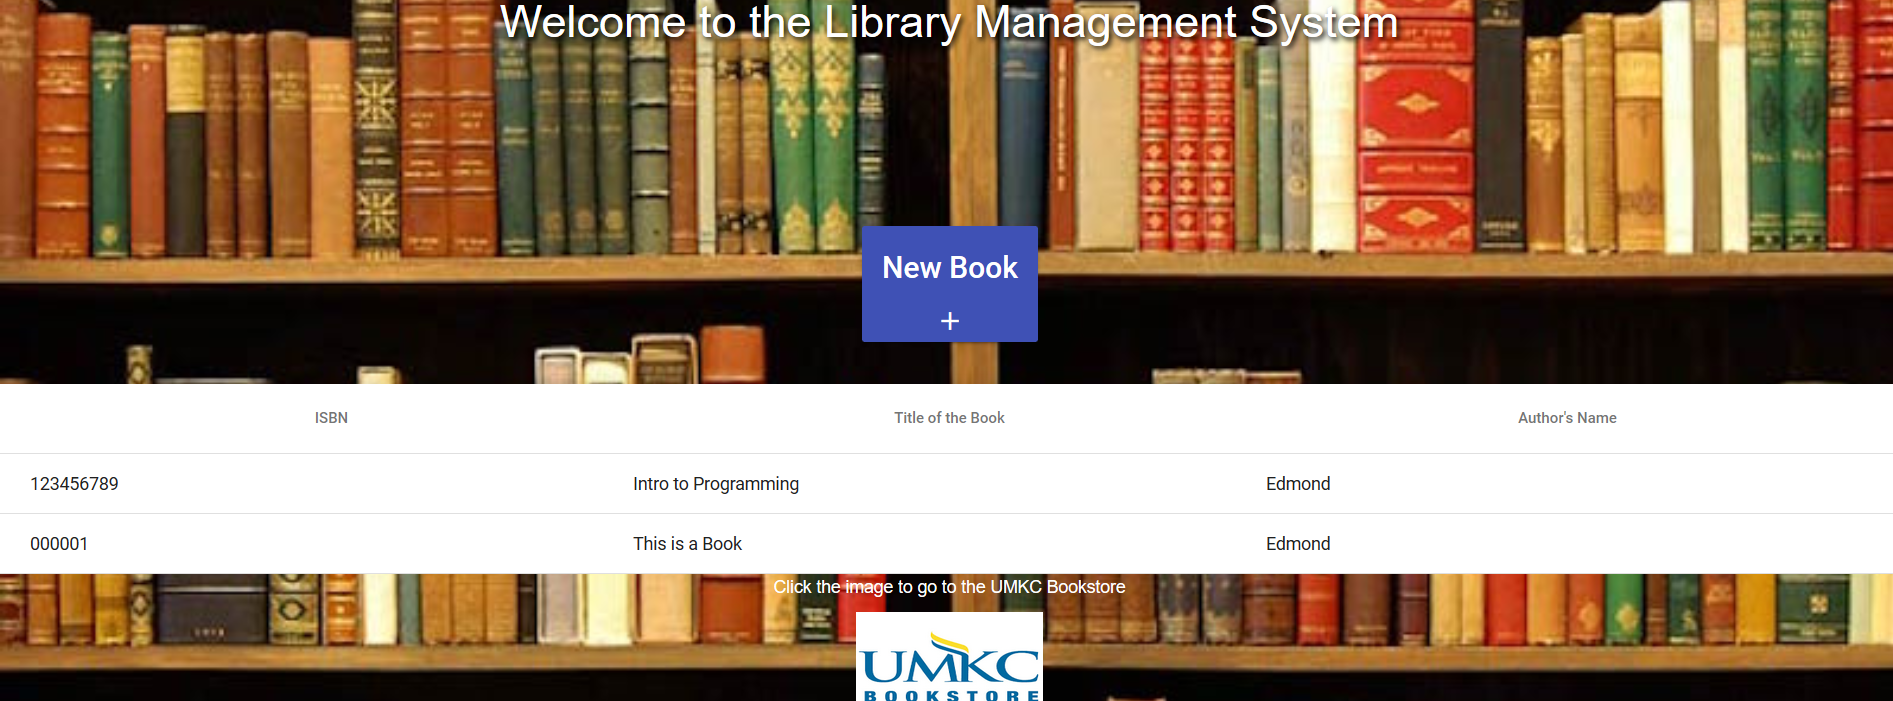 Welcome to the Library Management System
New Book
+
ISBN Title of the Book Author's Name
123456789 Intro to Programming Edmond
000001 This is a Book Edmond
Click the image to go to the UMKC Bookstore
UMKC
BOOKSTORE